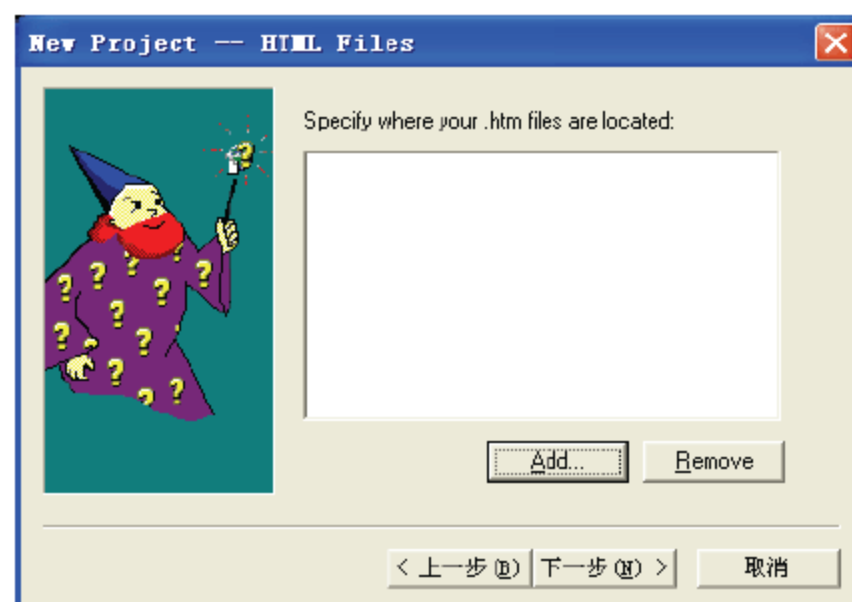 New Project -- HTML Files
Specify where your .htm files are located:
Add... Remove
< 上一步(B) 下一步(N) > 取消